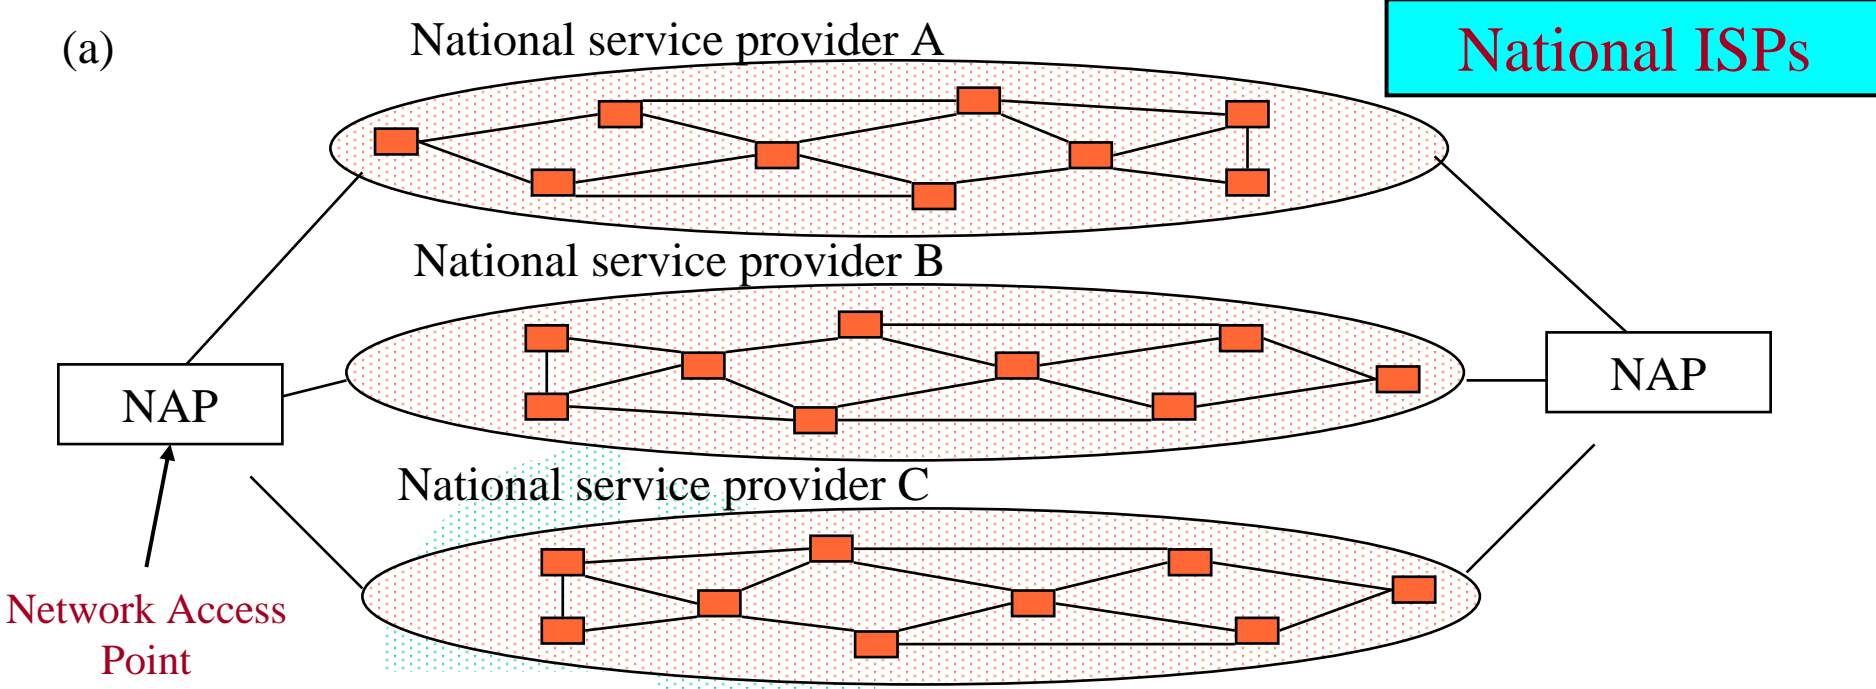 (a)
National service provider A
National ISPs
National service provider B
NAP
NAP
National service provider C
Network Access
Point